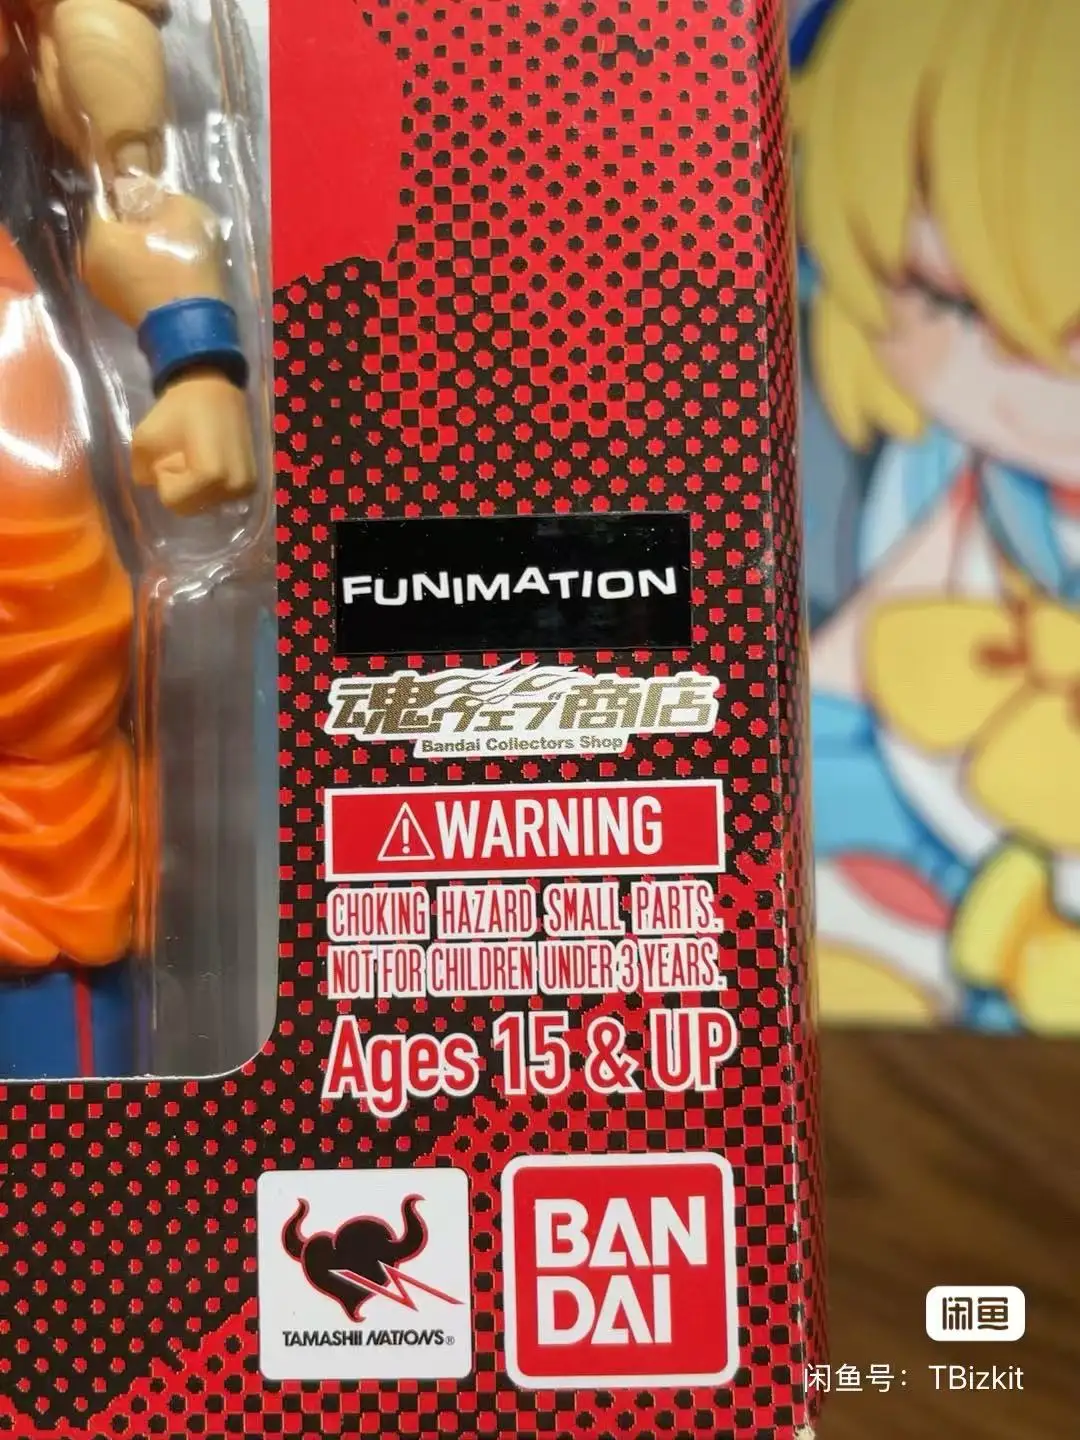 FUNIMATION
魂ウェブ商店
Bandai Collectors Shop
⚠WARNING
CHOKING HAZARD SMALL PARTS.
NOT FOR CHILDREN UNDER 3 YEARS.
Ages 15 & UP
TAMASHII NATIONS®
BAN
DAI
闲鱼
闲鱼号：TBizkit